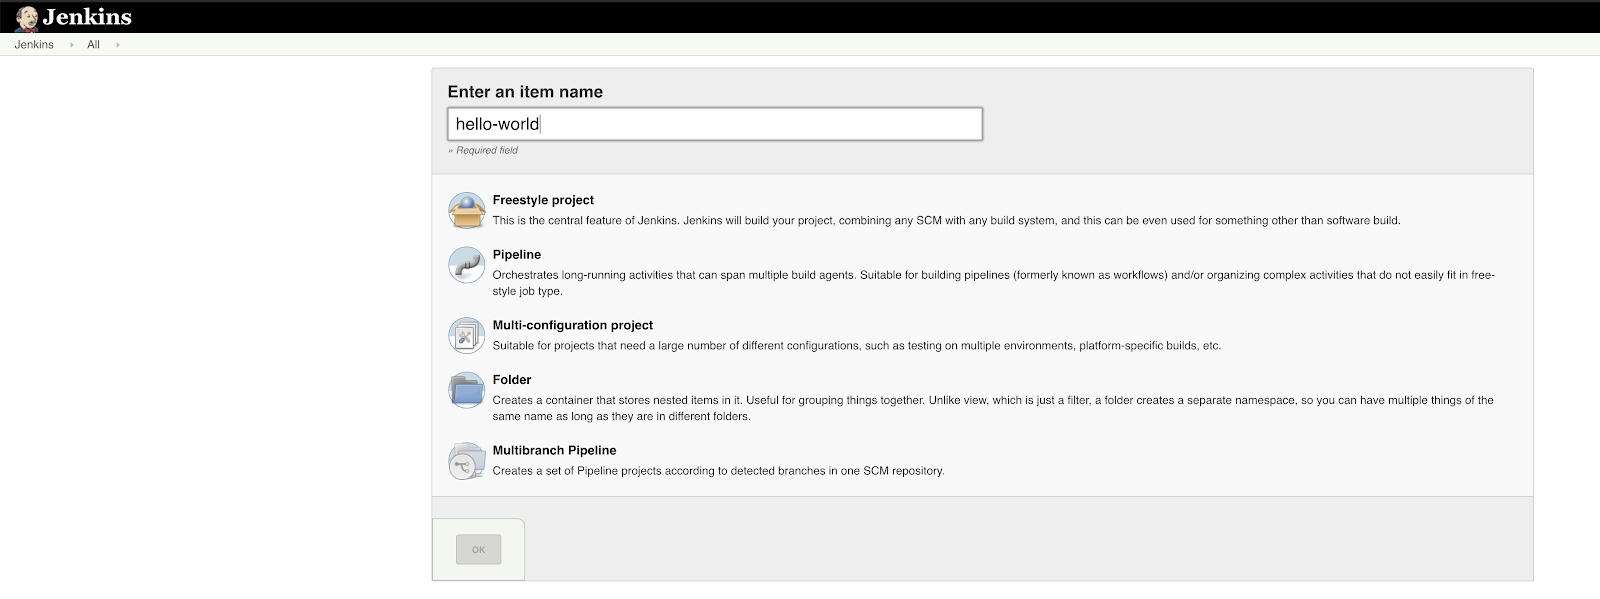 Jenkins
Jenkins All
Enter an item name
hello-world
» Required field
Freestyle project
This is the central feature of Jenkins. Jenkins will build your project, combining any SCM with any build system, and this can be even used for something other than software build.
Pipeline
Orchestrates long-running activities that can span multiple build agents. Suitable for building pipelines (formerly known as workflows) and/or organizing complex activities that do not easily fit in free-
style job type.
Multi-configuration project
Suitable for projects that need a large number of different configurations, such as testing on multiple environments, platform-specific builds, etc.
Folder
Creates a container that stores nested items in it. Useful for grouping things together. Unlike view, which is just a filter, a folder creates a separate namespace, so you can have multiple things of the
same name as long as they are in different folders.
Multibranch Pipeline
Creates a set of Pipeline projects according to detected branches in one SCM repository.
OK